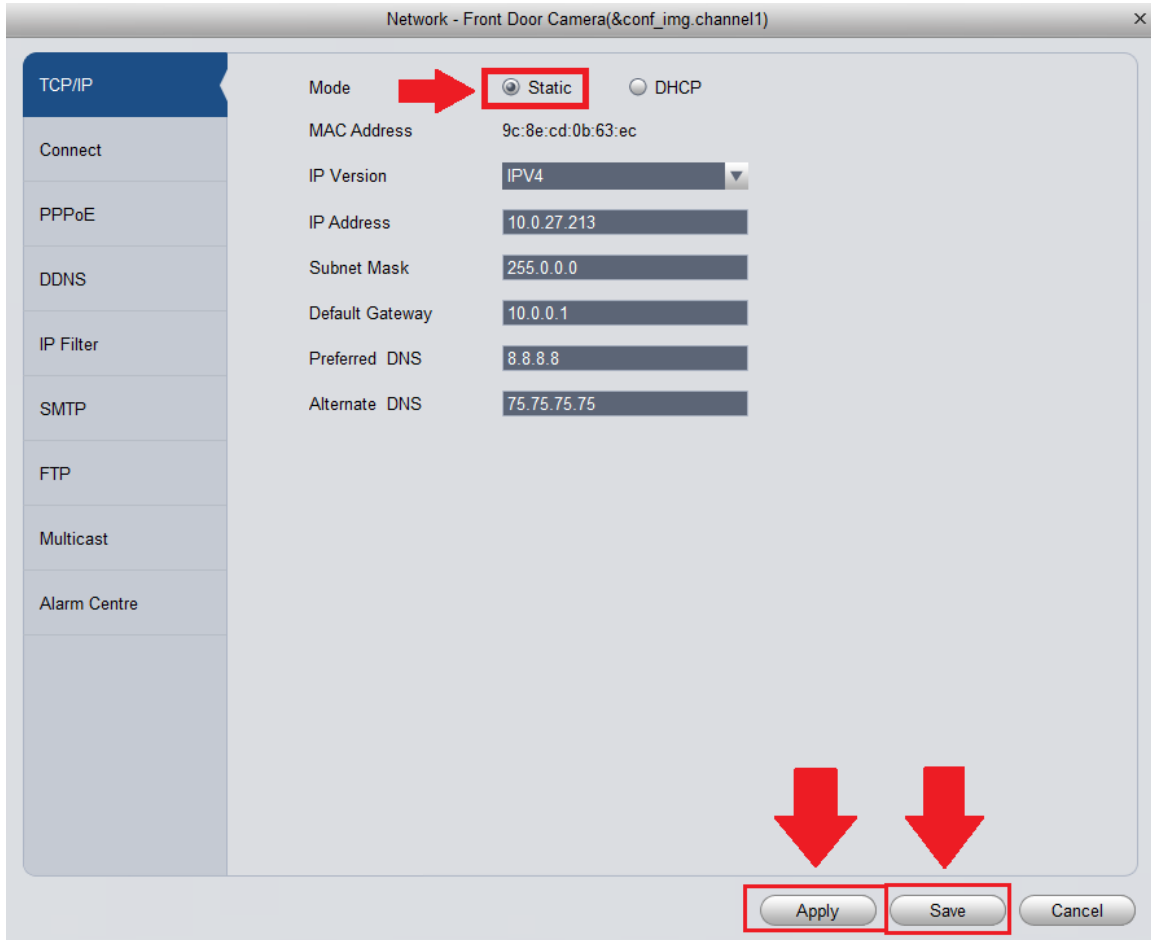 Network - Front Door Camera(&conf_img.channel1)
TCP/IP
Connect
PPPoE
DDNS
IP Filter
SMTP
FTP
Multicast
Alarm Centre
Mode Static DHCP
MAC Address 9c:8e:cd:0b:63:ec
IP Version IPV4
IP Address 10.0.27.213
Subnet Mask 255.0.0.0
Default Gateway 10.0.0.1
Preferred DNS 8.8.8.8
Alternate DNS 75.75.75.75
Apply Save Cancel